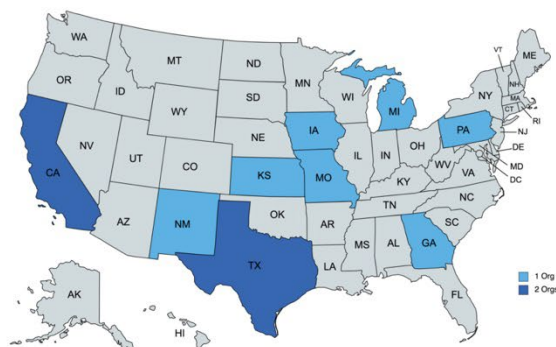 WA
MT
ND
MN
VT
ME
OR
ID
SD
WI
NH
NY
MA
WY
MI
CT
RI
IA
PA
NJ
NE
NV
IL
IN
OH
DE
CA
UT
CO
KS
MO
WV
MD
KY
VA
DC
NC
TN
AZ
NM
OK
AR
SC
MS
AL
GA
TX
LA
1 Org
FL
2 Orgs
AK
HI